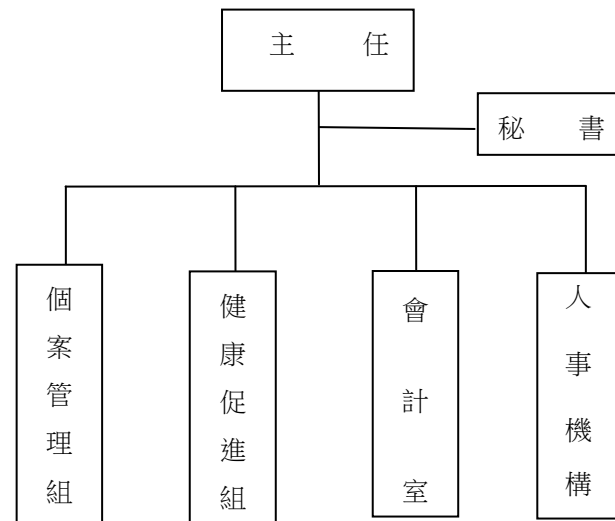 主 任
秘 書
個案管理組
健康促進組
會計室
人事機構